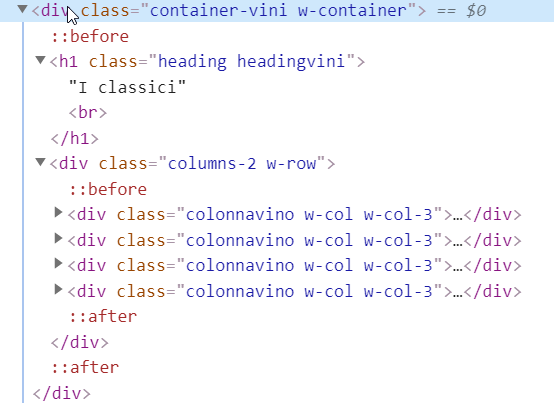 <div class="container-vini w-container"> == $0
::before
<h1 class="heading headingvini">
"I classici"
<br>
</h1>
<div class="columns-2 w-row">
::before
<div class="colonnavino w-col w-col-3">…</div>
<div class="colonnavino w-col w-col-3">…</div>
<div class="colonnavino w-col w-col-3">…</div>
<div class="colonnavino w-col w-col-3">…</div>
::after
</div>
::after
</div>